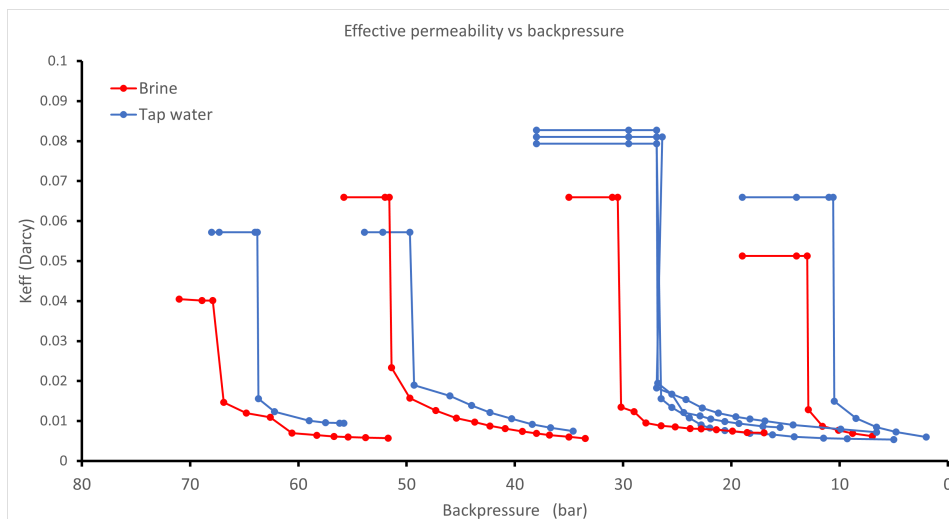 Effective permeability vs backpressure
0.1
0.09
0.08
0.07
0.06
0.05
0.04
0.03
0.02
0.01
0
Keff (Darcy)
Brine
Tap water
80 70 60 50 40 30 20 10 0
Backpressure (bar)